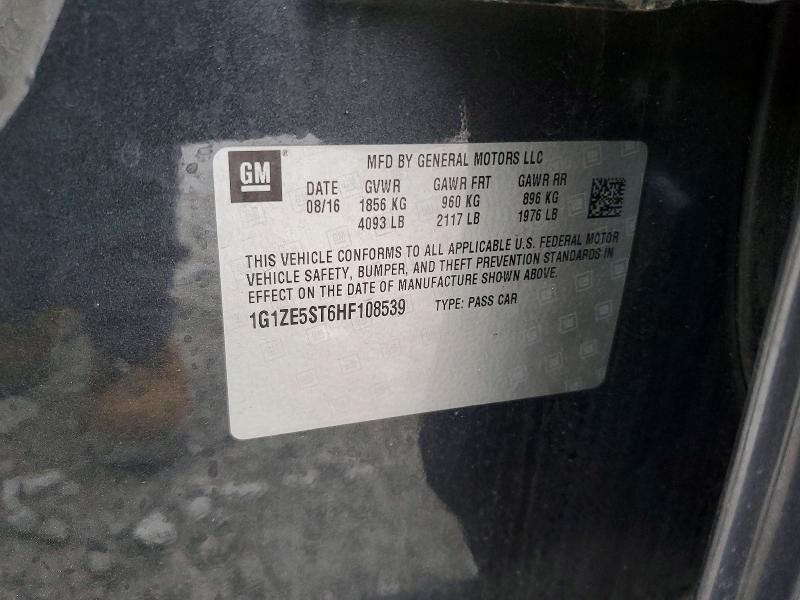 GM
MFD BY GENERAL MOTORS LLC
DATE GVWR GAWR FRT GAWR RR
08/16 1856 KG 960 KG 896 KG
4093 LB 2117 LB 1976 LB
THIS VEHICLE CONFORMS TO ALL APPLICABLE U.S. FEDERAL MOTOR
VEHICLE SAFETY, BUMPER, AND THEFT PREVENTION STANDARDS IN
EFFECT ON THE DATE OF MANUFACTURE SHOWN ABOVE.
1G1ZE5ST6HF108539 TYPE: PASS CAR